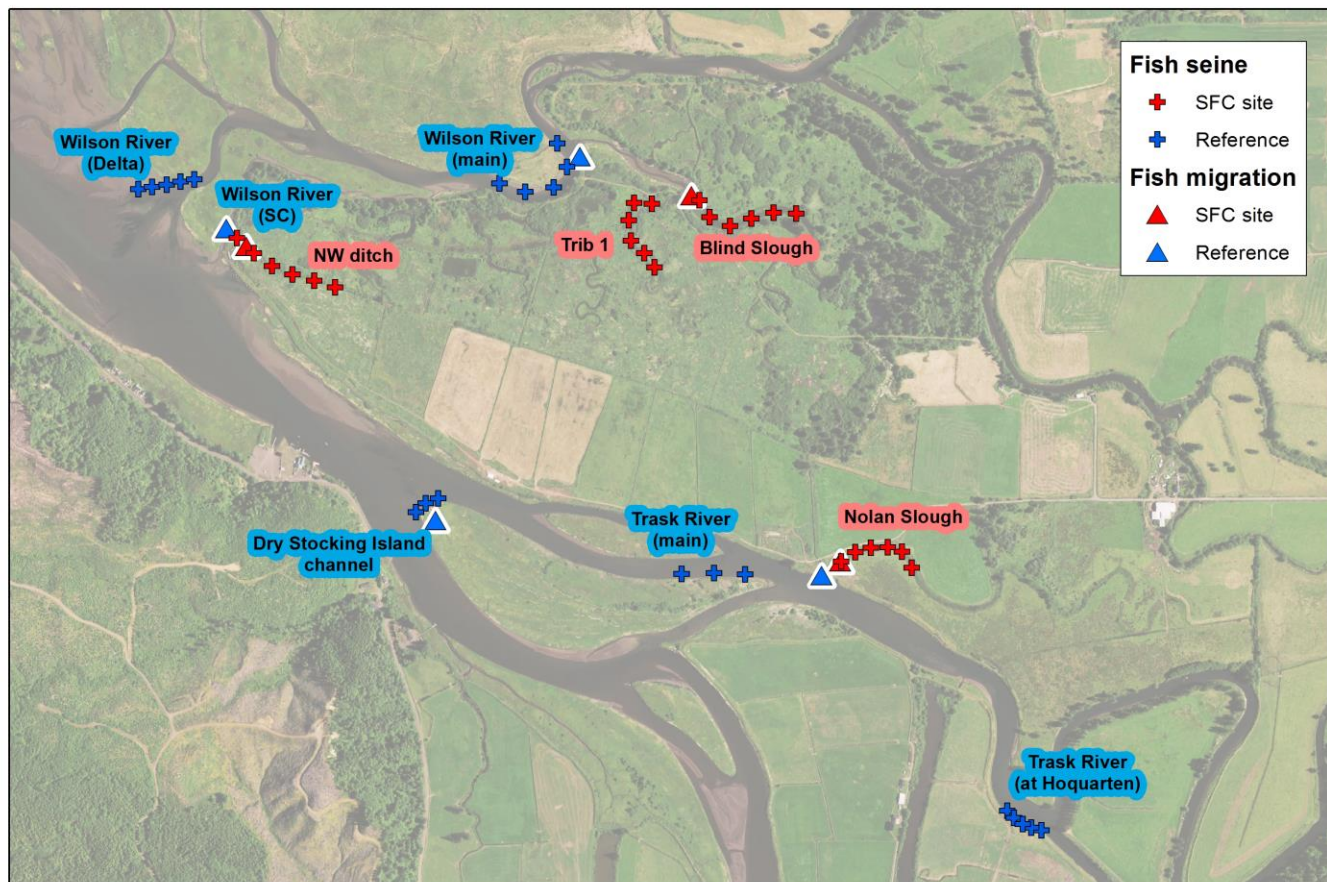 Fish seine
SFC site
Reference
Fish migration
SFC site
Reference
Wilson River
(Delta)
Wilson River
(main)
Wilson River
(SC)
NW ditch
Trib 1
Blind Slough
Dry Stocking Island
channel
Trask River
(main)
Nolan Slough
Trask River
(at Hoquarten)